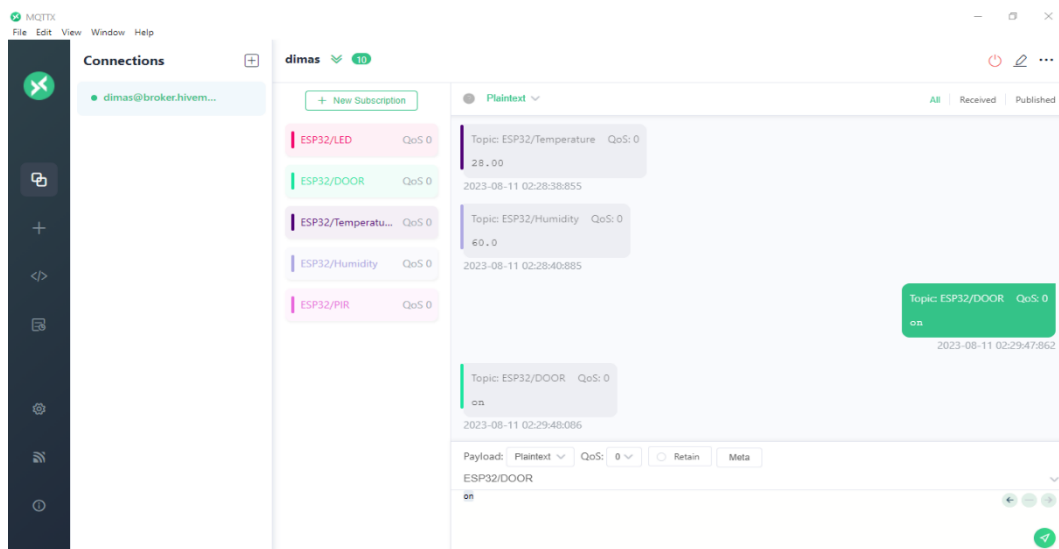 MQTTX
File Edit View Window Help
Connections
dimas@broker.hivem...
dimas 10
+ New Subscription
ESP32/LED QoS 0
ESP32/DOOR QoS 0
ESP32/Temperatu... QoS 0
ESP32/Humidity QoS 0
ESP32/PIR QoS 0
Plaintext
All Received Published
Topic: ESP32/Temperature QoS: 0
28.00
2023-08-11 02:28:38:855
Topic: ESP32/Humidity QoS: 0
60.0
2023-08-11 02:28:40:885
Topic: ESP32/DOOR QoS: 0
on
2023-08-11 02:29:47:862
Topic: ESP32/DOOR QoS: 0
on
2023-08-11 02:29:48:086
Payload: Plaintext QoS: 0 Retain Meta
ESP32/DOOR
on